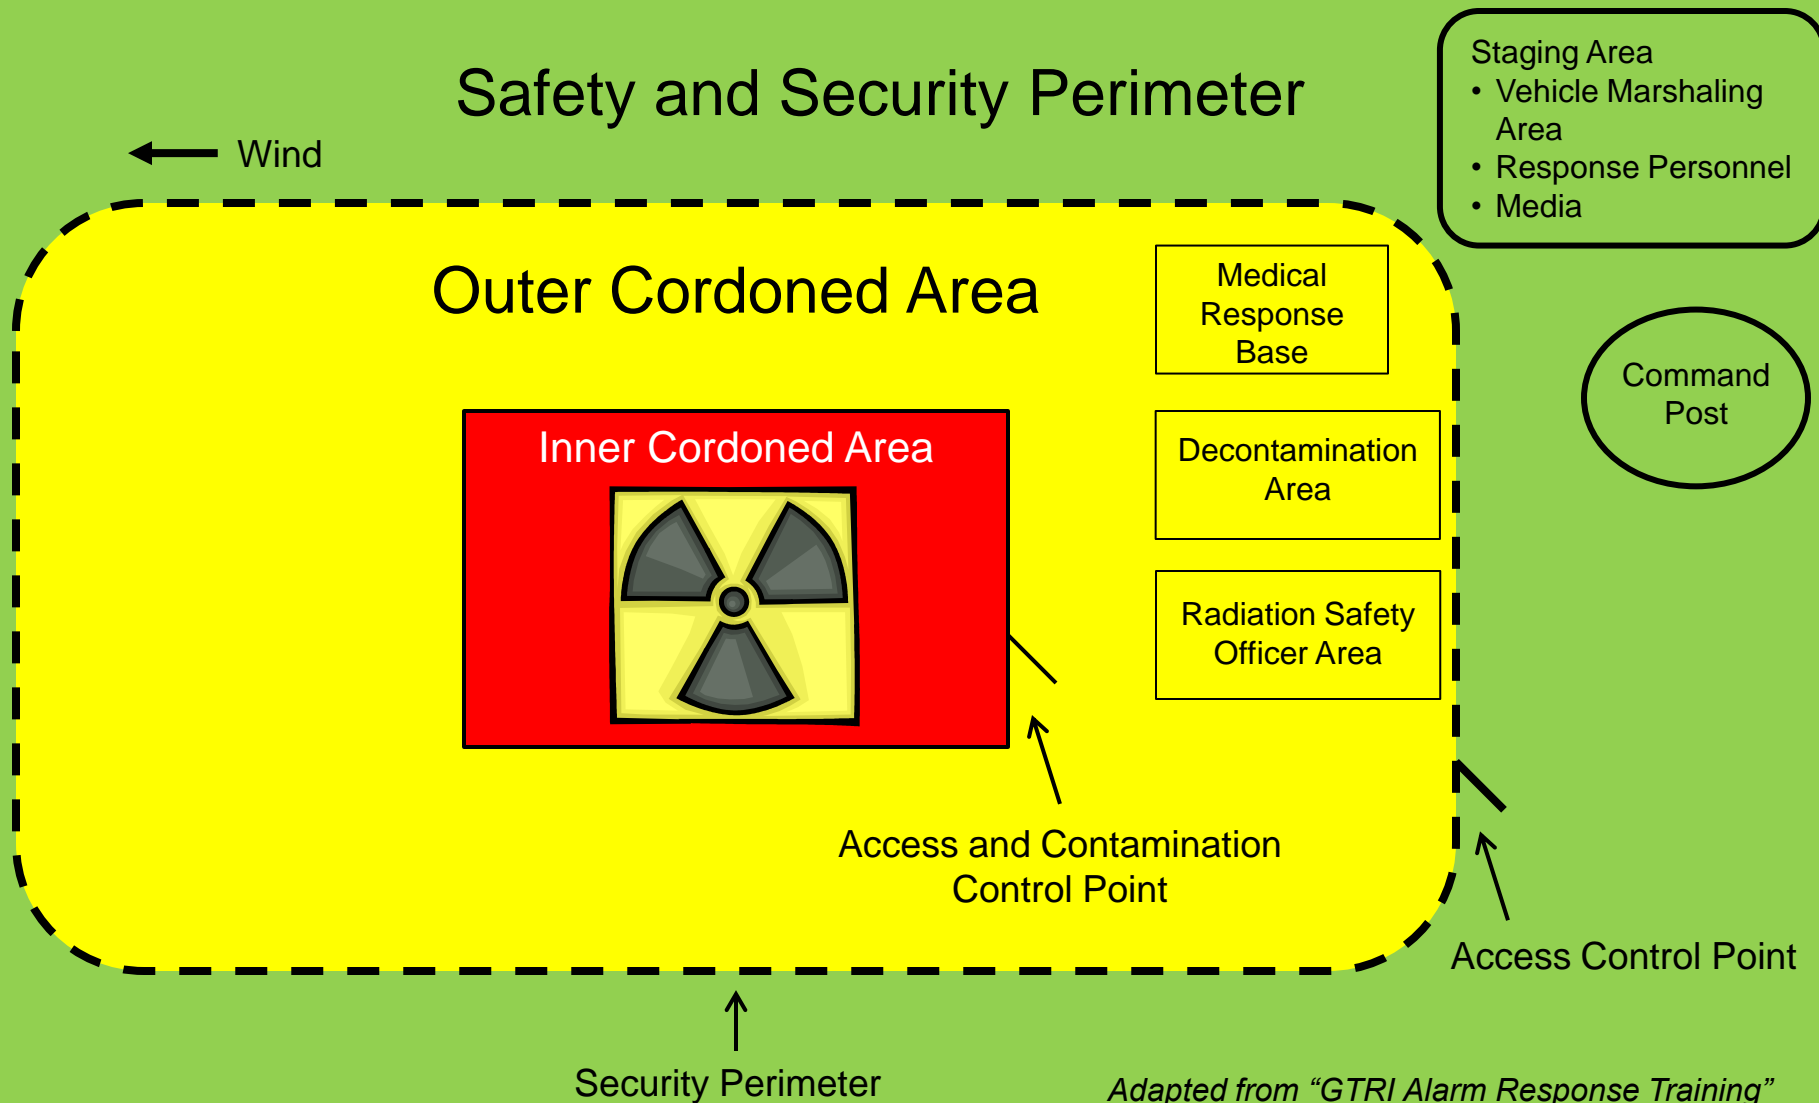 Safety and Security Perimeter
Wind
Staging Area
• Vehicle Marshaling
Area
• Response Personnel
• Media
Outer Cordoned Area
Medical
Response
Base
Command
Post
Inner Cordoned Area
Decontamination
Area
Radiation Safety
Officer Area
Access and Contamination
Control Point
Access Control Point
Security Perimeter
Adapted from “GTRI Alarm Response Training”